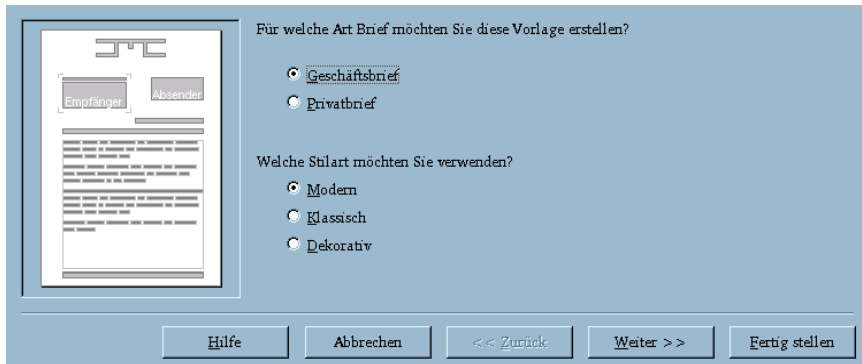 Für welche Art Brief möchten Sie diese Vorlage erstellen?
Geschäftsbrief
Privatbrief
Empfänger
Absender
Welche Stilart möchten Sie verwenden?
Modern
Klassisch
Dekorativ
Hilfe
Abbrechen
<< Zurück
Weiter >>
Fertig stellen